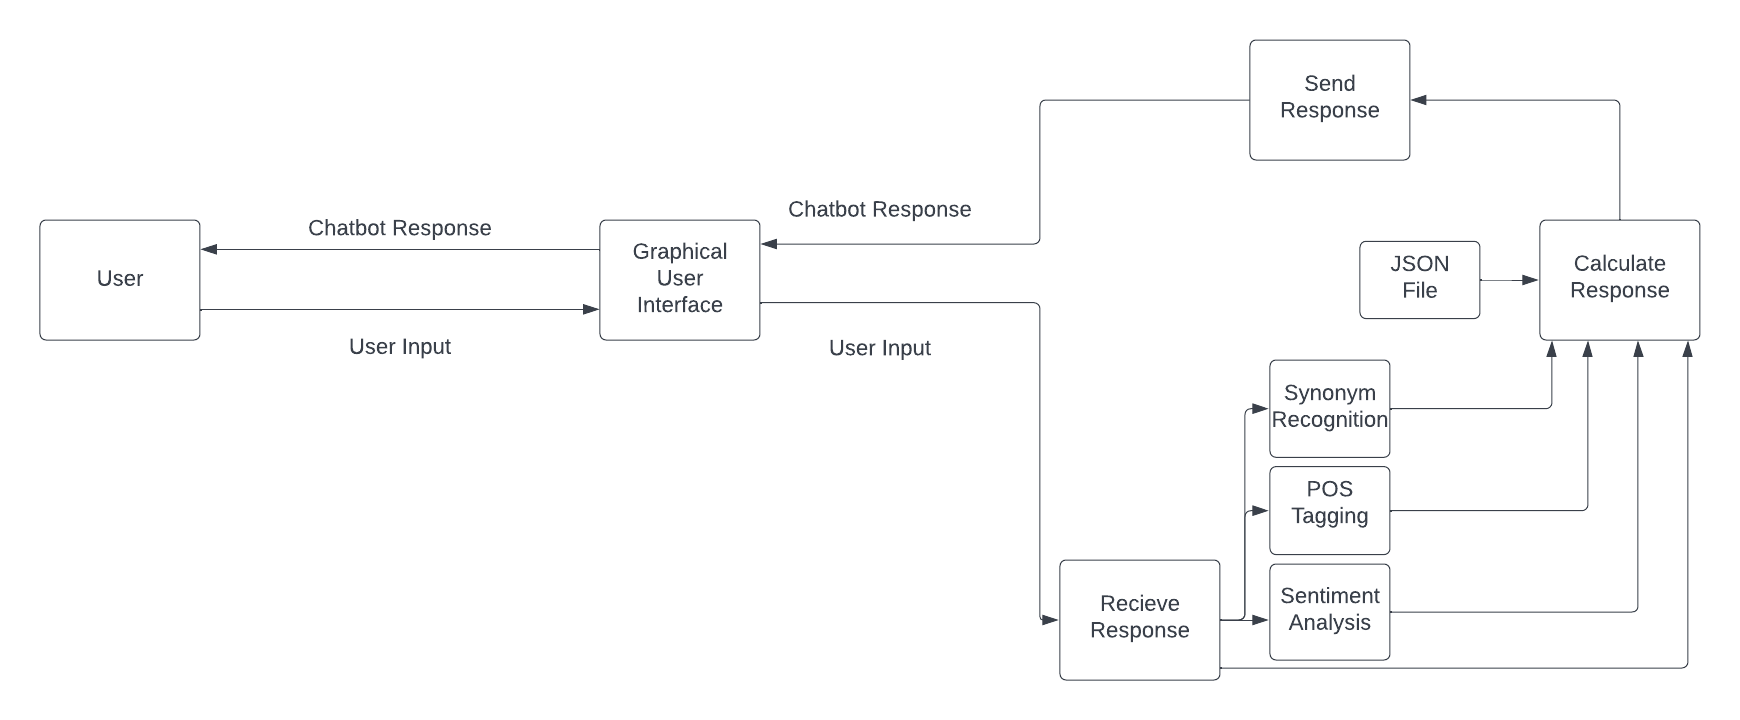 Send
Response
Chatbot Response
Chatbot Response
User
Graphical
User
Interface
JSON
File
Calculate
Response
User Input
User Input
Synonym
Recognition
POS
Tagging
Recieve
Response
Sentiment
Analysis